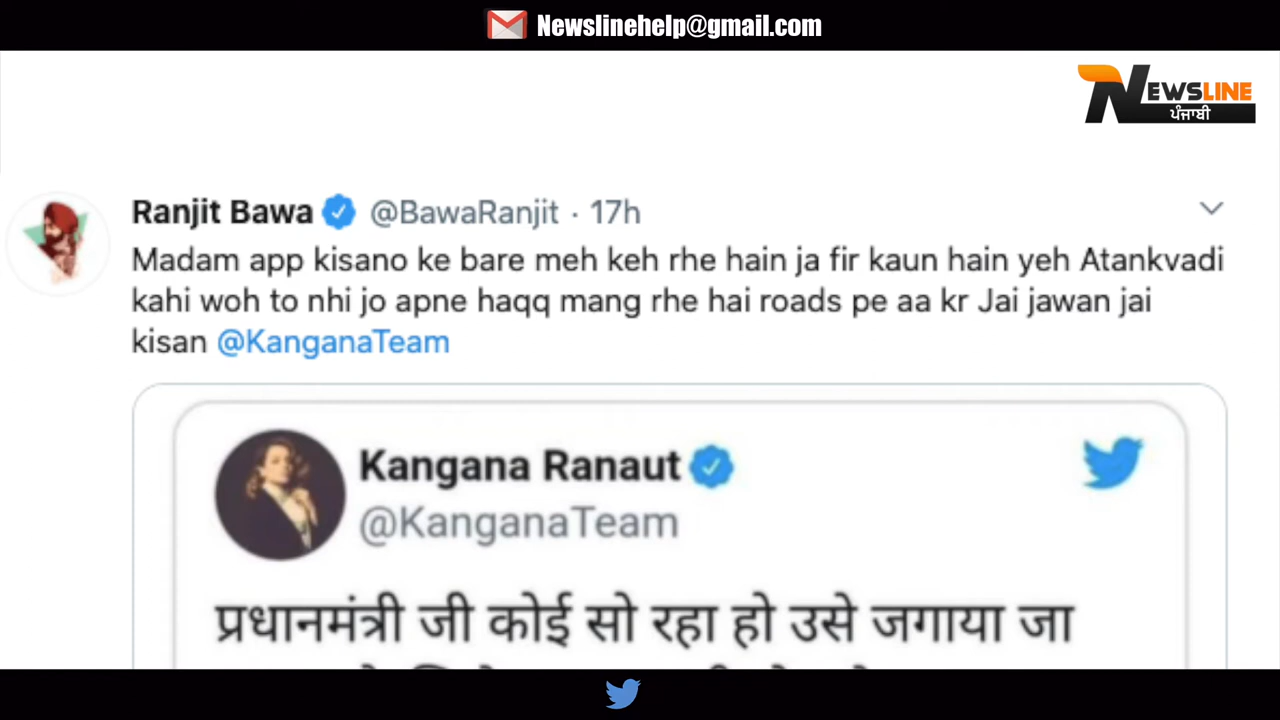 Newslinehelp@gmail.com
NEWSLINE
ਪੰਜਾਬੀ
Ranjit Bawa @BawaRanjit · 17h
Madam app kisano ke bare meh keh rhe hain ja fir kaun hain yeh Atankvadi
kahi woh to nhi jo apne haqq mang rhe hai roads pe aa kr Jai jawan jai
kisan @KanganaTeam
Kangana Ranaut
@KanganaTeam
प्रधानमंत्री जी कोई सो रहा हो उसे जगाया जा